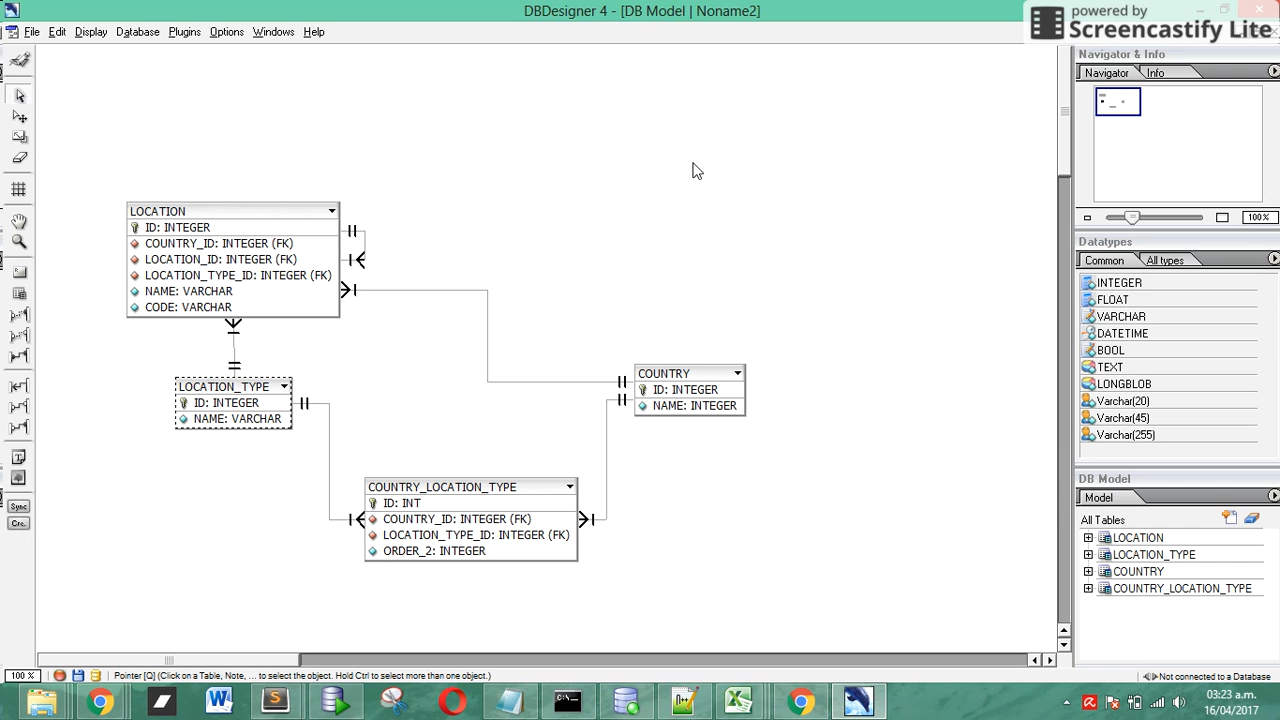 DBDesigner 4 - [DB Model | Noname2]
powered by
Screencastify Lite
File Edit Display Database Plugins Options Windows Help
Navigator & Info
Navigator Info
100%
LOCATION
ID: INTEGER
COUNTRY_ID: INTEGER (FK)
LOCATION_ID: INTEGER (FK)
LOCATION_TYPE_ID: INTEGER (FK)
NAME: VARCHAR
CODE: VARCHAR
LOCATION_TYPE
ID: INTEGER
NAME: VARCHAR
COUNTRY
ID: INTEGER
NAME: INTEGER
COUNTRY_LOCATION_TYPE
ID: INT
COUNTRY_ID: INTEGER (FK)
LOCATION_TYPE_ID: INTEGER (FK)
ORDER_2: INTEGER
Datatypes
Common All types
INTEGER
FLOAT
VARCHAR
DATETIME
BOOL
TEXT
LONGBLOB
Varchar(20)
Varchar(45)
Varchar(255)
DB Model
Model
All Tables
LOCATION
LOCATION_TYPE
COUNTRY
COUNTRY_LOCATION_TYPE
Sync
Cre.
100 % Pointer [Q] (Click on a Table, Note, ... to select the object. Hold Ctrl to select more than one object.) Not connected to a Database
03:23 a.m.
16/04/2017